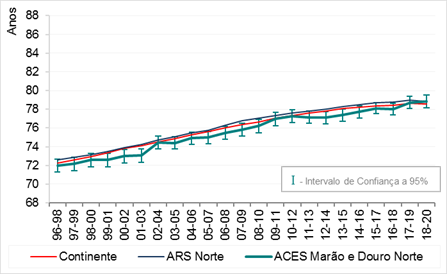 Anos
88
86
84
82
80
78
76
74
72
70
68
I - Intervalo de Confiança a 95%
96-98 97-99 98-00 99-01 00-02 01-03 02-04 03-05 04-06 05-07 06-08 07-09 08-10 09-11 10-12 11-13 12-14 13-15 14-16 15-17 16-18 17-19 18-20
Continente ARS Norte ACES Marão e Douro Norte